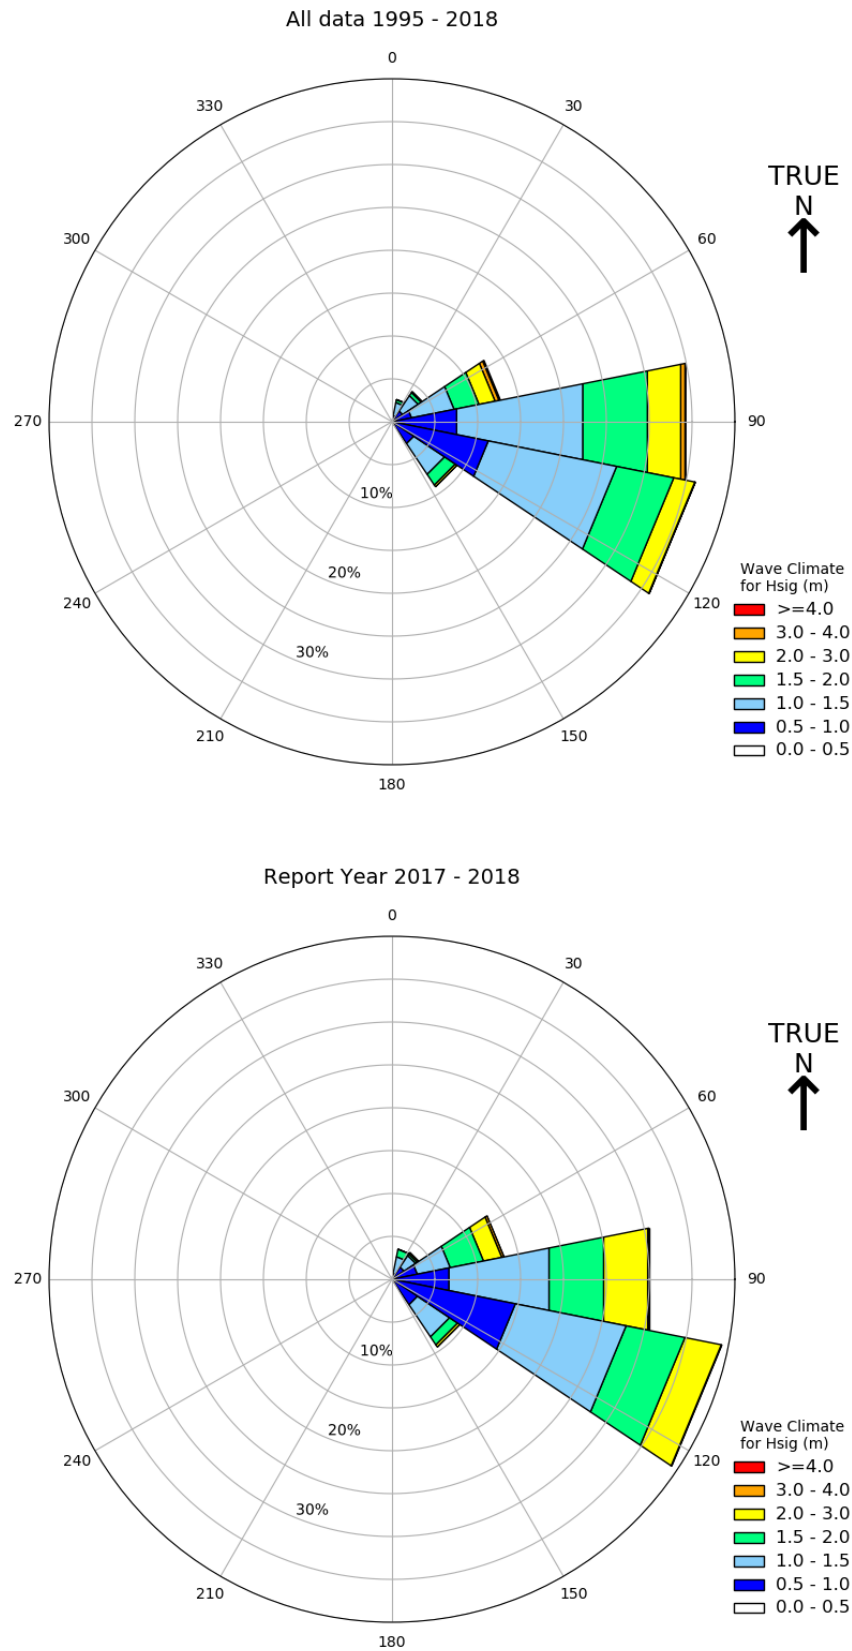 All data 1995 - 2018
0
330
30
TRUE
N
300
60
270
90
10%
20%
30%
240
120
210
150
180
Wave Climate
for Hsig (m)
>=4.0
3.0 - 4.0
2.0 - 3.0
1.5 - 2.0
1.0 - 1.5
0.5 - 1.0
0.0 - 0.5
Report Year 2017 - 2018
0
330
30
TRUE
N
300
60
270
90
10%
20%
30%
240
120
210
150
180
Wave Climate
for Hsig (m)
>=4.0
3.0 - 4.0
2.0 - 3.0
1.5 - 2.0
1.0 - 1.5
0.5 - 1.0
0.0 - 0.5